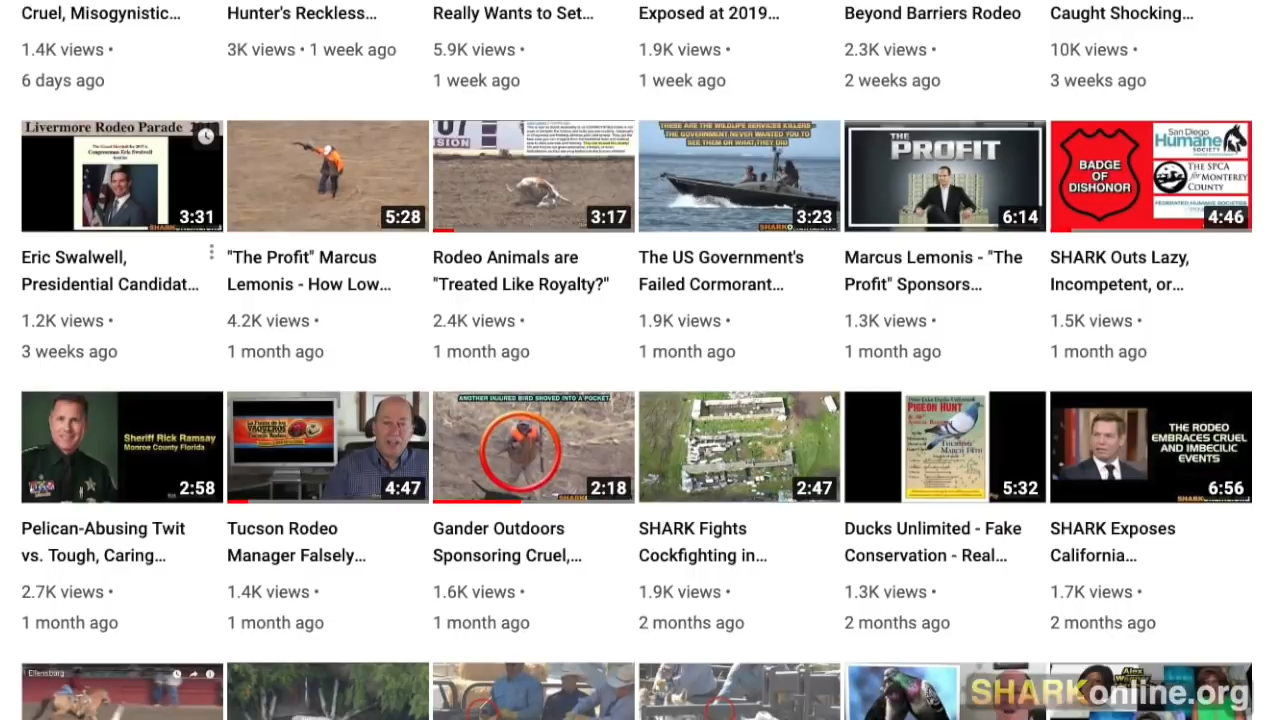 Cruel, Misogynistic...
Hunter's Reckless...
Really Wants to Set...
Exposed at 2019...
Beyond Barriers Rodeo
Caught Shocking...
1.4K views •
3K views • 1 week ago
5.9K views •
1.9K views •
2.3K views •
10K views •
6 days ago
1 week ago
1 week ago
2 weeks ago
3 weeks ago
Livermore Rodeo Parade
3:31
5:28
3:17
THESE ARE THE WILDLIFE SERVICES KILLERS-
THE GOVERNMENT NEVER WANTED YOU TO
SEE THEM OR WHAT THEY DID
3:23
THE
PROFIT
6:14
BADGE
OF
DISHONOR
San Diego
Humane
SOCIETY
THE SPCA
for MONTEREY
COUNTY
4:46
Eric Swalwell,
Presidential Candidat...
"The Profit" Marcus
Lemonis - How Low...
Rodeo Animals are
"Treated Like Royalty?"
The US Government's
Failed Cormorant...
Marcus Lemonis - "The
Profit" Sponsors...
SHARK Outs Lazy,
Incompetent, or...
1.2K views •
4.2K views •
2.4K views •
1.9K views •
1.3K views •
1.5K views •
3 weeks ago
1 month ago
1 month ago
1 month ago
1 month ago
1 month ago
Sheriff Rick Ramsay
Monroe County Florida
2:58
4:47
ANOTHER INJURED BIRD SHOVED INTO A POCKET
2:18
2:47
PIGEON HUNT
5:32
THE RODEO
EMBRACES CRUEL
AND IMBECILIC
EVENTS
6:56
Pelican-Abusing Twit
vs. Tough, Caring...
Tucson Rodeo
Manager Falsely...
Gander Outdoors
Sponsoring Cruel,...
SHARK Fights
Cockfighting in...
Ducks Unlimited - Fake
Conservation - Real...
SHARK Exposes
California...
2.7K views •
1.4K views •
1.6K views •
1.9K views •
1.3K views •
1.7K views •
1 month ago
1 month ago
1 month ago
2 months ago
2 months ago
2 months ago
Ellensburg
SHARKonline.org